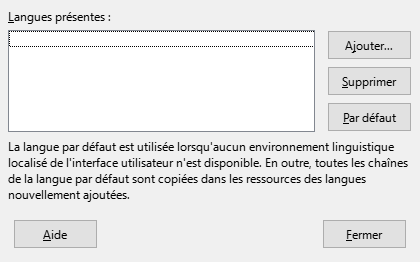 Langues présentes :
Ajouter...
Supprimer
Par défaut
La langue par défaut est utilisée lorsqu'aucun environnement linguistique
localisé de l'interface utilisateur n'est disponible. En outre, toutes les chaînes
de la langue par défaut sont copiées dans les ressources des langues
nouvellement ajoutées.
Aide
Fermer